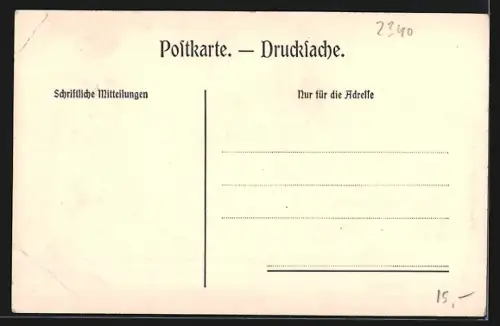 2340
Poſtkarte. — Druckſache.
Schriftliche Mitteilungen
Nur für die Adreſſe
15,-